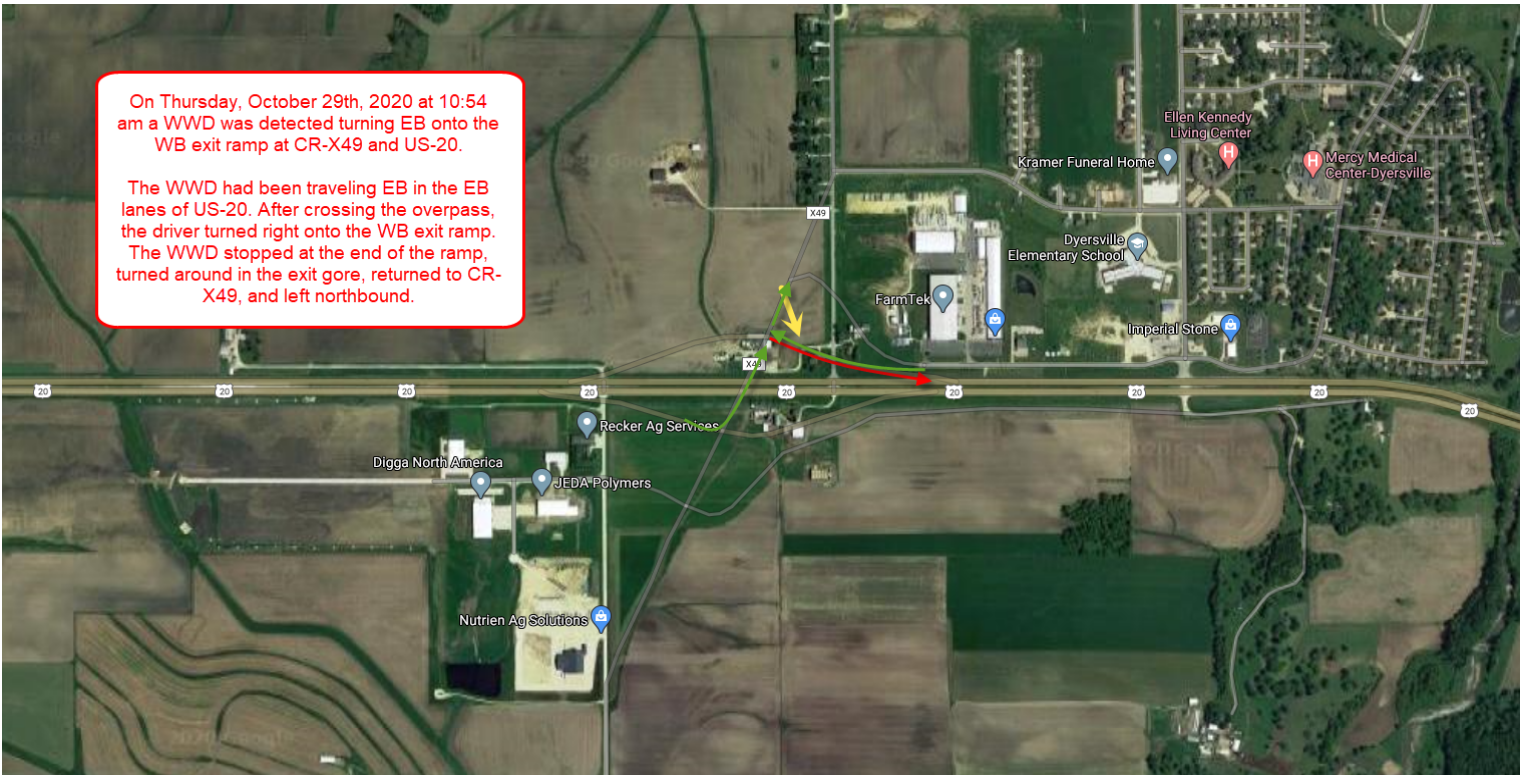 On Thursday, October 29th, 2020 at 10:54
am a WWD was detected turning EB onto the
WB exit ramp at CR-X49 and US-20.
The WWD had been traveling EB in the EB
lanes of US-20. After crossing the overpass,
the driver turned right onto the WB exit ramp.
The WWD stopped at the end of the ramp,
turned around in the exit gore, returned to CR-
X49, and left northbound.
Ellen Kennedy
Living Center
Kramer Funeral Home
Mercy Medical
Center-Dyersville
X49
Dyersville
Elementary School
FarmTek
Imperial Stone
X49
20
20
20
20
20
20
20
20
20
Recker Ag Services
Digga North America
JEDA Polymers
Nutrien Ag Solutions